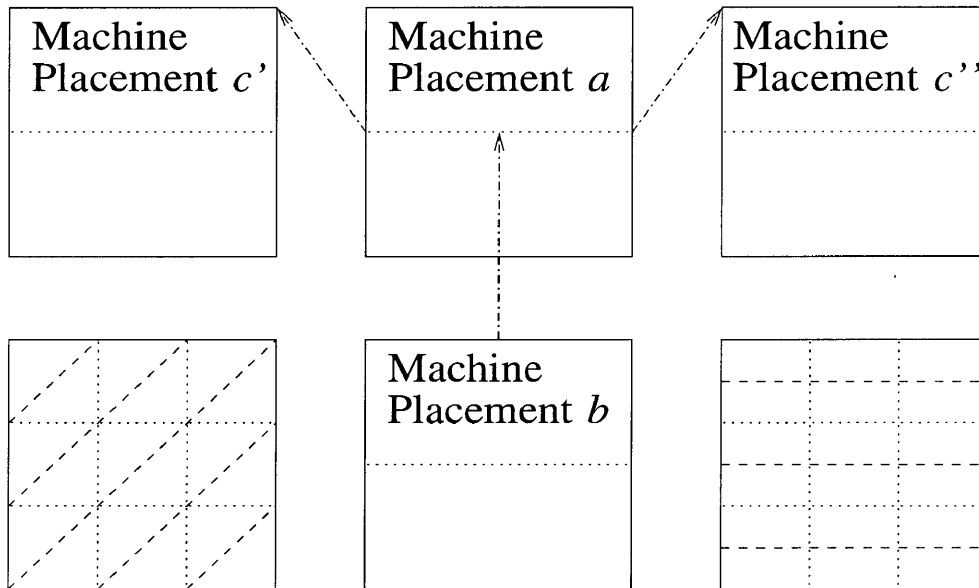 Machine
Placement c'
Machine
Placement a
Machine
Placement c''
Machine
Placement b